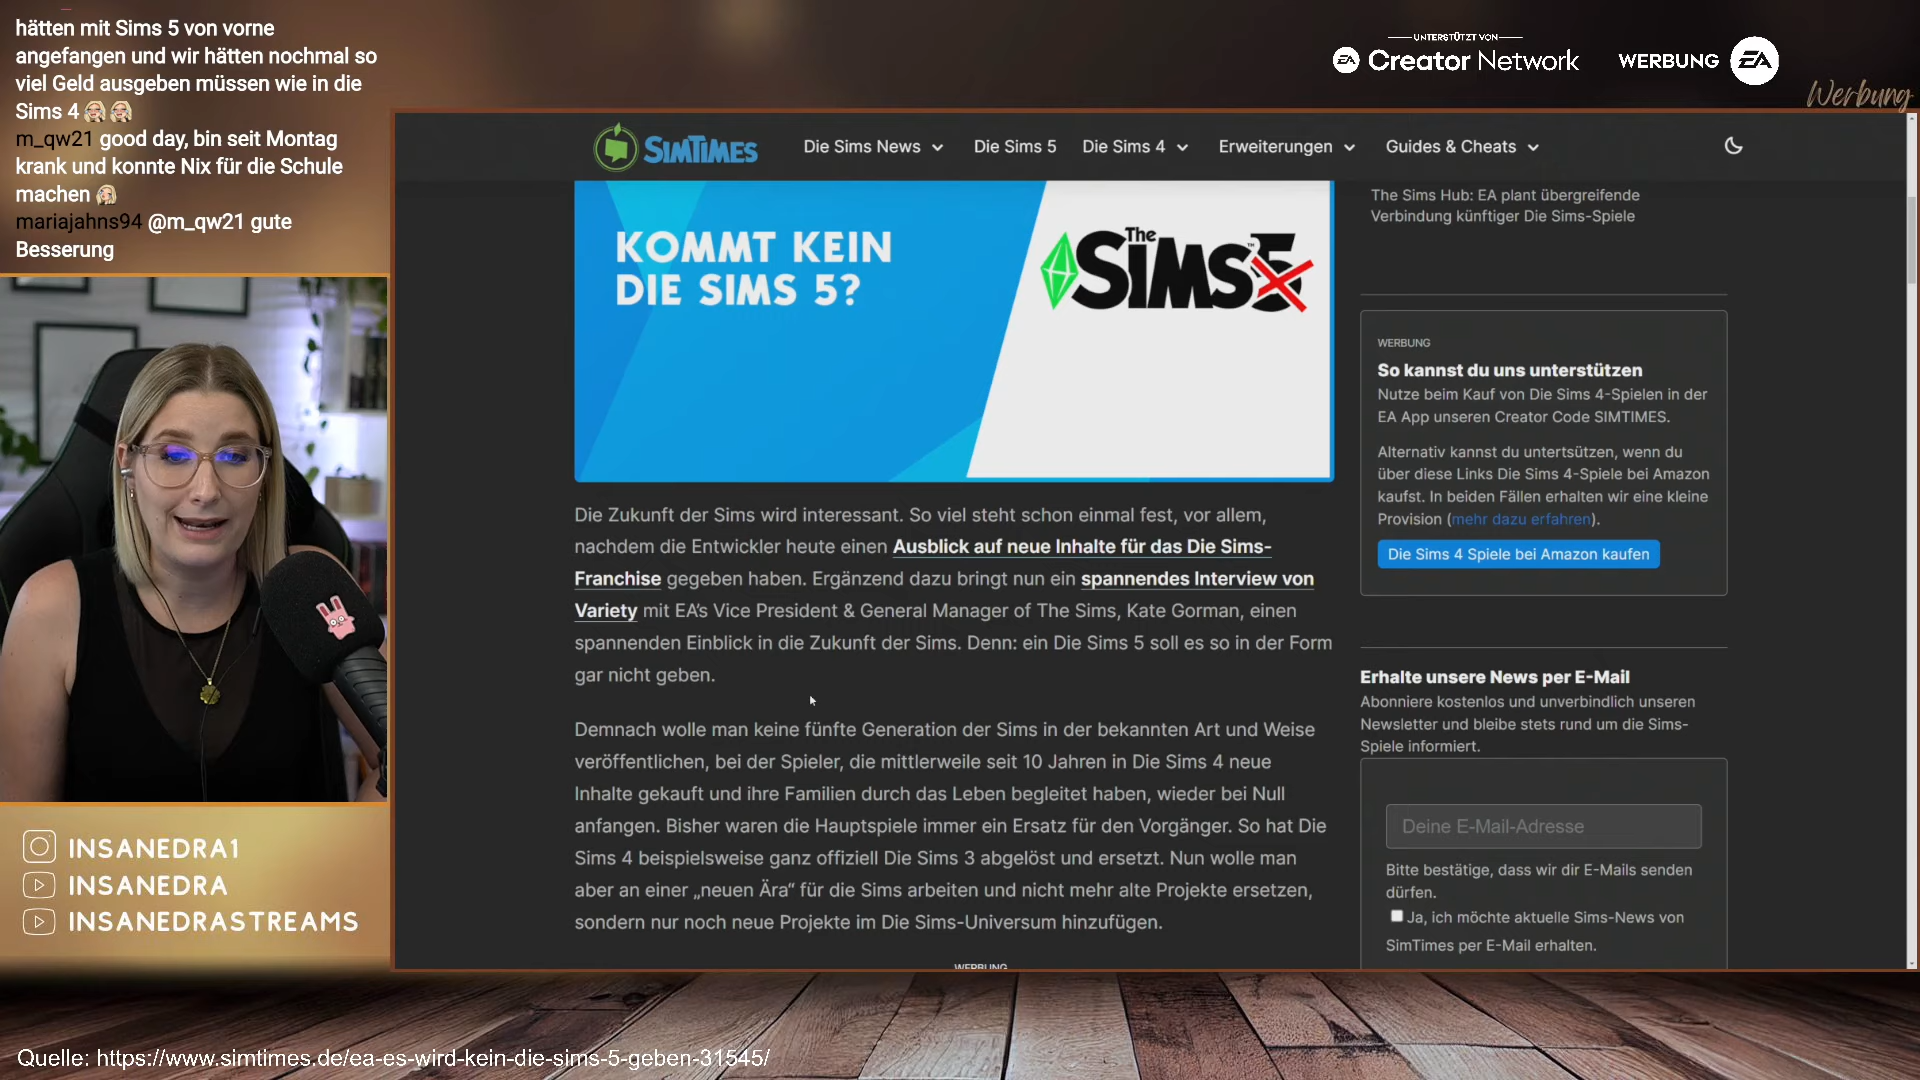 hätten mit Sims 5 von vorne
angefangen und wir hätten nochmal so
viel Geld ausgeben müssen wie in die
Sims 4
m_qw21 good day, bin seit Montag
krank und konnte Nix für die Schule
machen
mariajahns94 @m_qw21 gute
Besserung
UNTERSTÜTZT VON
EA Creator Network
WERBUNG EA
Werbung
SIMTIMES
Die Sims News
Die Sims 5
Die Sims 4
Erweiterungen
Guides & Cheats
KOMMT KEIN
DIE SIMS 5?
The SIMS 5
Die Zukunft der Sims wird interessant. So viel steht schon einmal fest, vor allem,
nachdem die Entwickler heute einen Ausblick auf neue Inhalte für das Die Sims-
Franchise gegeben haben. Ergänzend dazu bringt nun ein spannendes Interview von
Variety mit EA's Vice President & General Manager of The Sims, Kate Gorman, einen
spannenden Einblick in die Zukunft der Sims. Denn: ein Die Sims 5 soll es so in der Form
gar nicht geben.
Demnach wolle man keine fünfte Generation der Sims in der bekannten Art und Weise
veröffentlichen, bei der Spieler, die mittlerweile seit 10 Jahren in Die Sims 4 neue
Inhalte gekauft und ihre Familien durch das Leben begleitet haben, wieder bei Null
anfangen. Bisher waren die Hauptspiele immer ein Ersatz für den Vorgänger. So hat Die
Sims 4 beispielsweise ganz offiziell Die Sims 3 abgelöst und ersetzt. Nun wolle man
aber an einer „neuen Ära“ für die Sims arbeiten und nicht mehr alte Projekte ersetzen,
sondern nur noch neue Projekte im Die Sims-Universum hinzufügen.
WERBUNG
The Sims Hub: EA plant übergreifende
Verbindung künftiger Die Sims-Spiele
WERBUNG
So kannst du uns unterstützen
Nutze beim Kauf von Die Sims 4-Spielen in der
EA App unseren Creator Code SIMTIMES.
Alternativ kannst du untertsützen, wenn du
über diese Links Die Sims 4-Spiele bei Amazon
kaufst. In beiden Fällen erhalten wir eine kleine
Provision (mehr dazu erfahren).
Die Sims 4 Spiele bei Amazon kaufen
Erhalte unsere News per E-Mail
Abonniere kostenlos und unverbindlich unseren
Newsletter und bleibe stets rund um die Sims-
Spiele informiert.
Deine E-Mail-Adresse
Bitte bestätige, dass wir dir E-Mails senden
dürfen.
Ja, ich möchte aktuelle Sims-News von
SimTimes per E-Mail erhalten.
INSANEDRA1
INSANEDRA
INSANEDRASTREAMS
Quelle: https://www.simtimes.de/ea-es-wird-kein-die-sims-5-geben-31545/